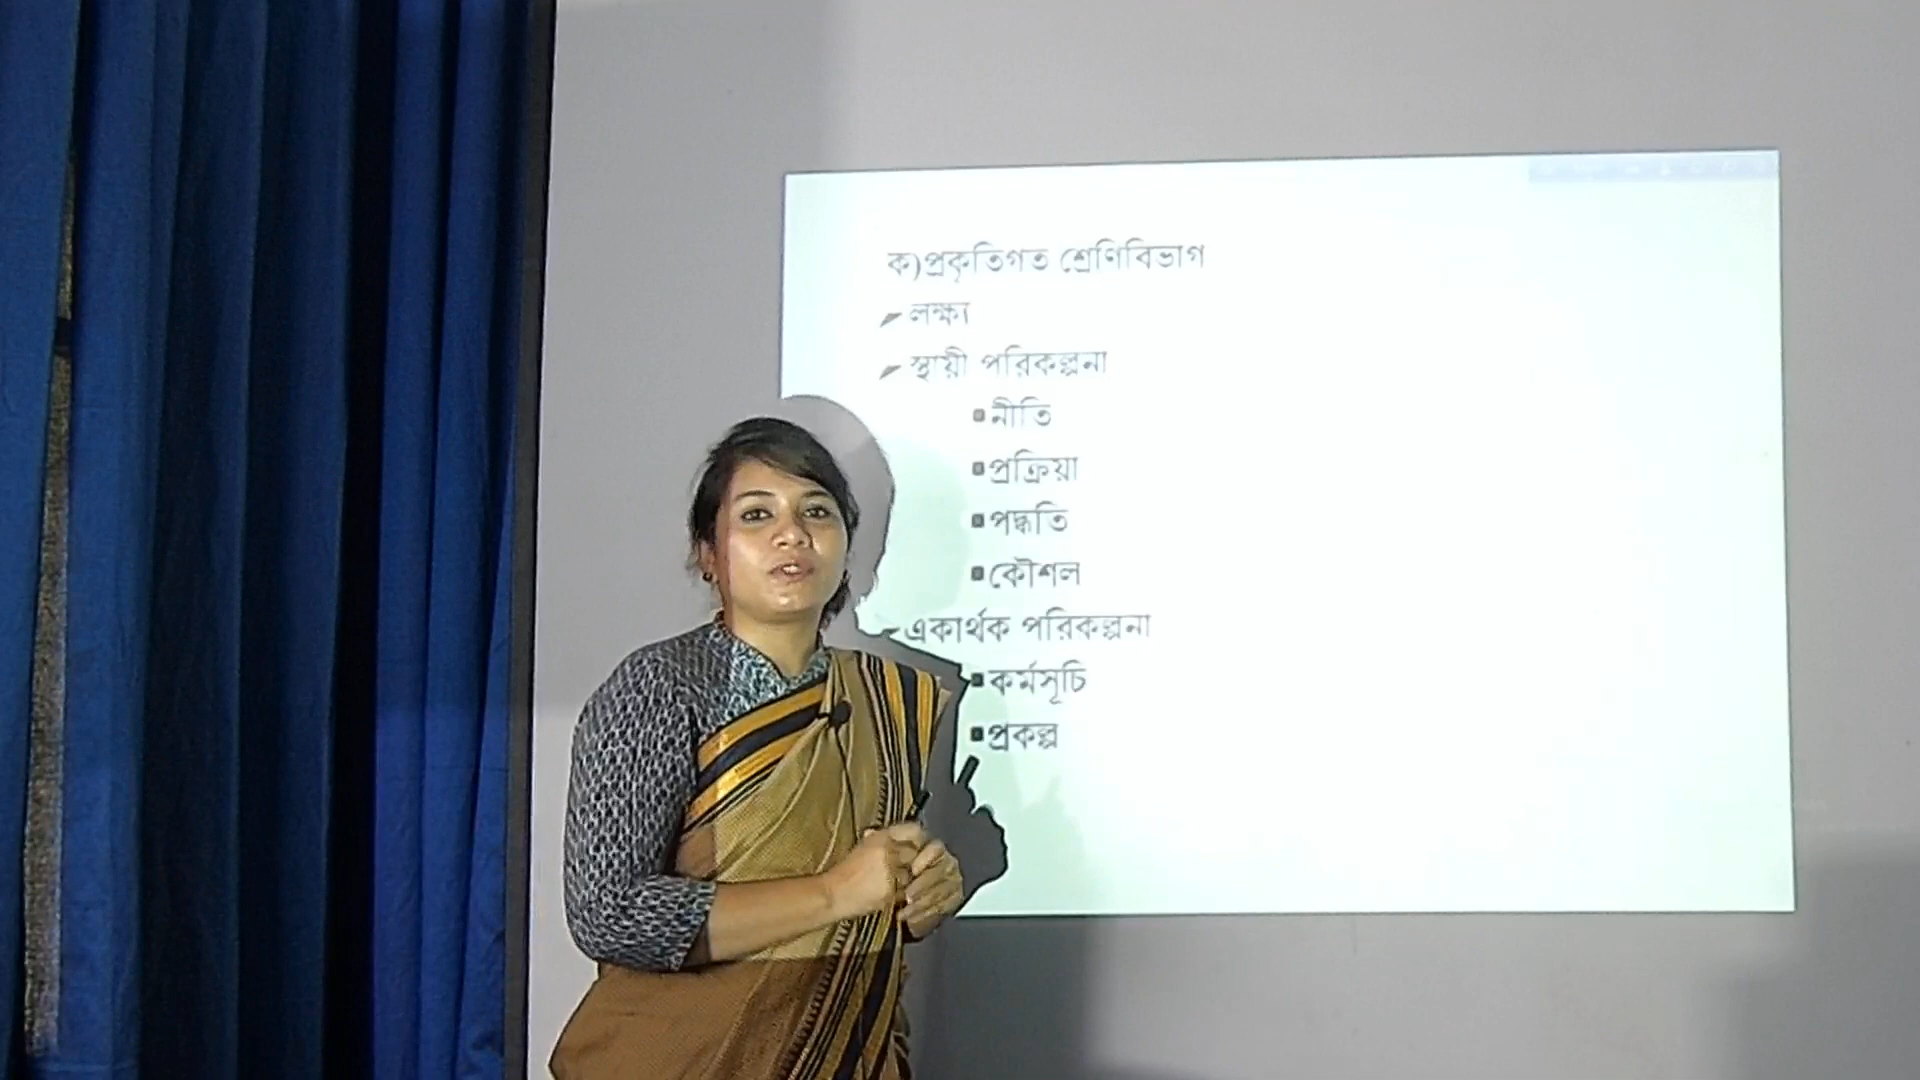 ক)প্রকৃতিগত শ্রেণিবিভাগ
লক্ষ্য
স্থায়ী পরিকল্পনা
নীতি
প্রক্রিয়া
পদ্ধতি
কৌশল
একার্থক পরিকল্পনা
কর্মসূচি
প্রকল্প